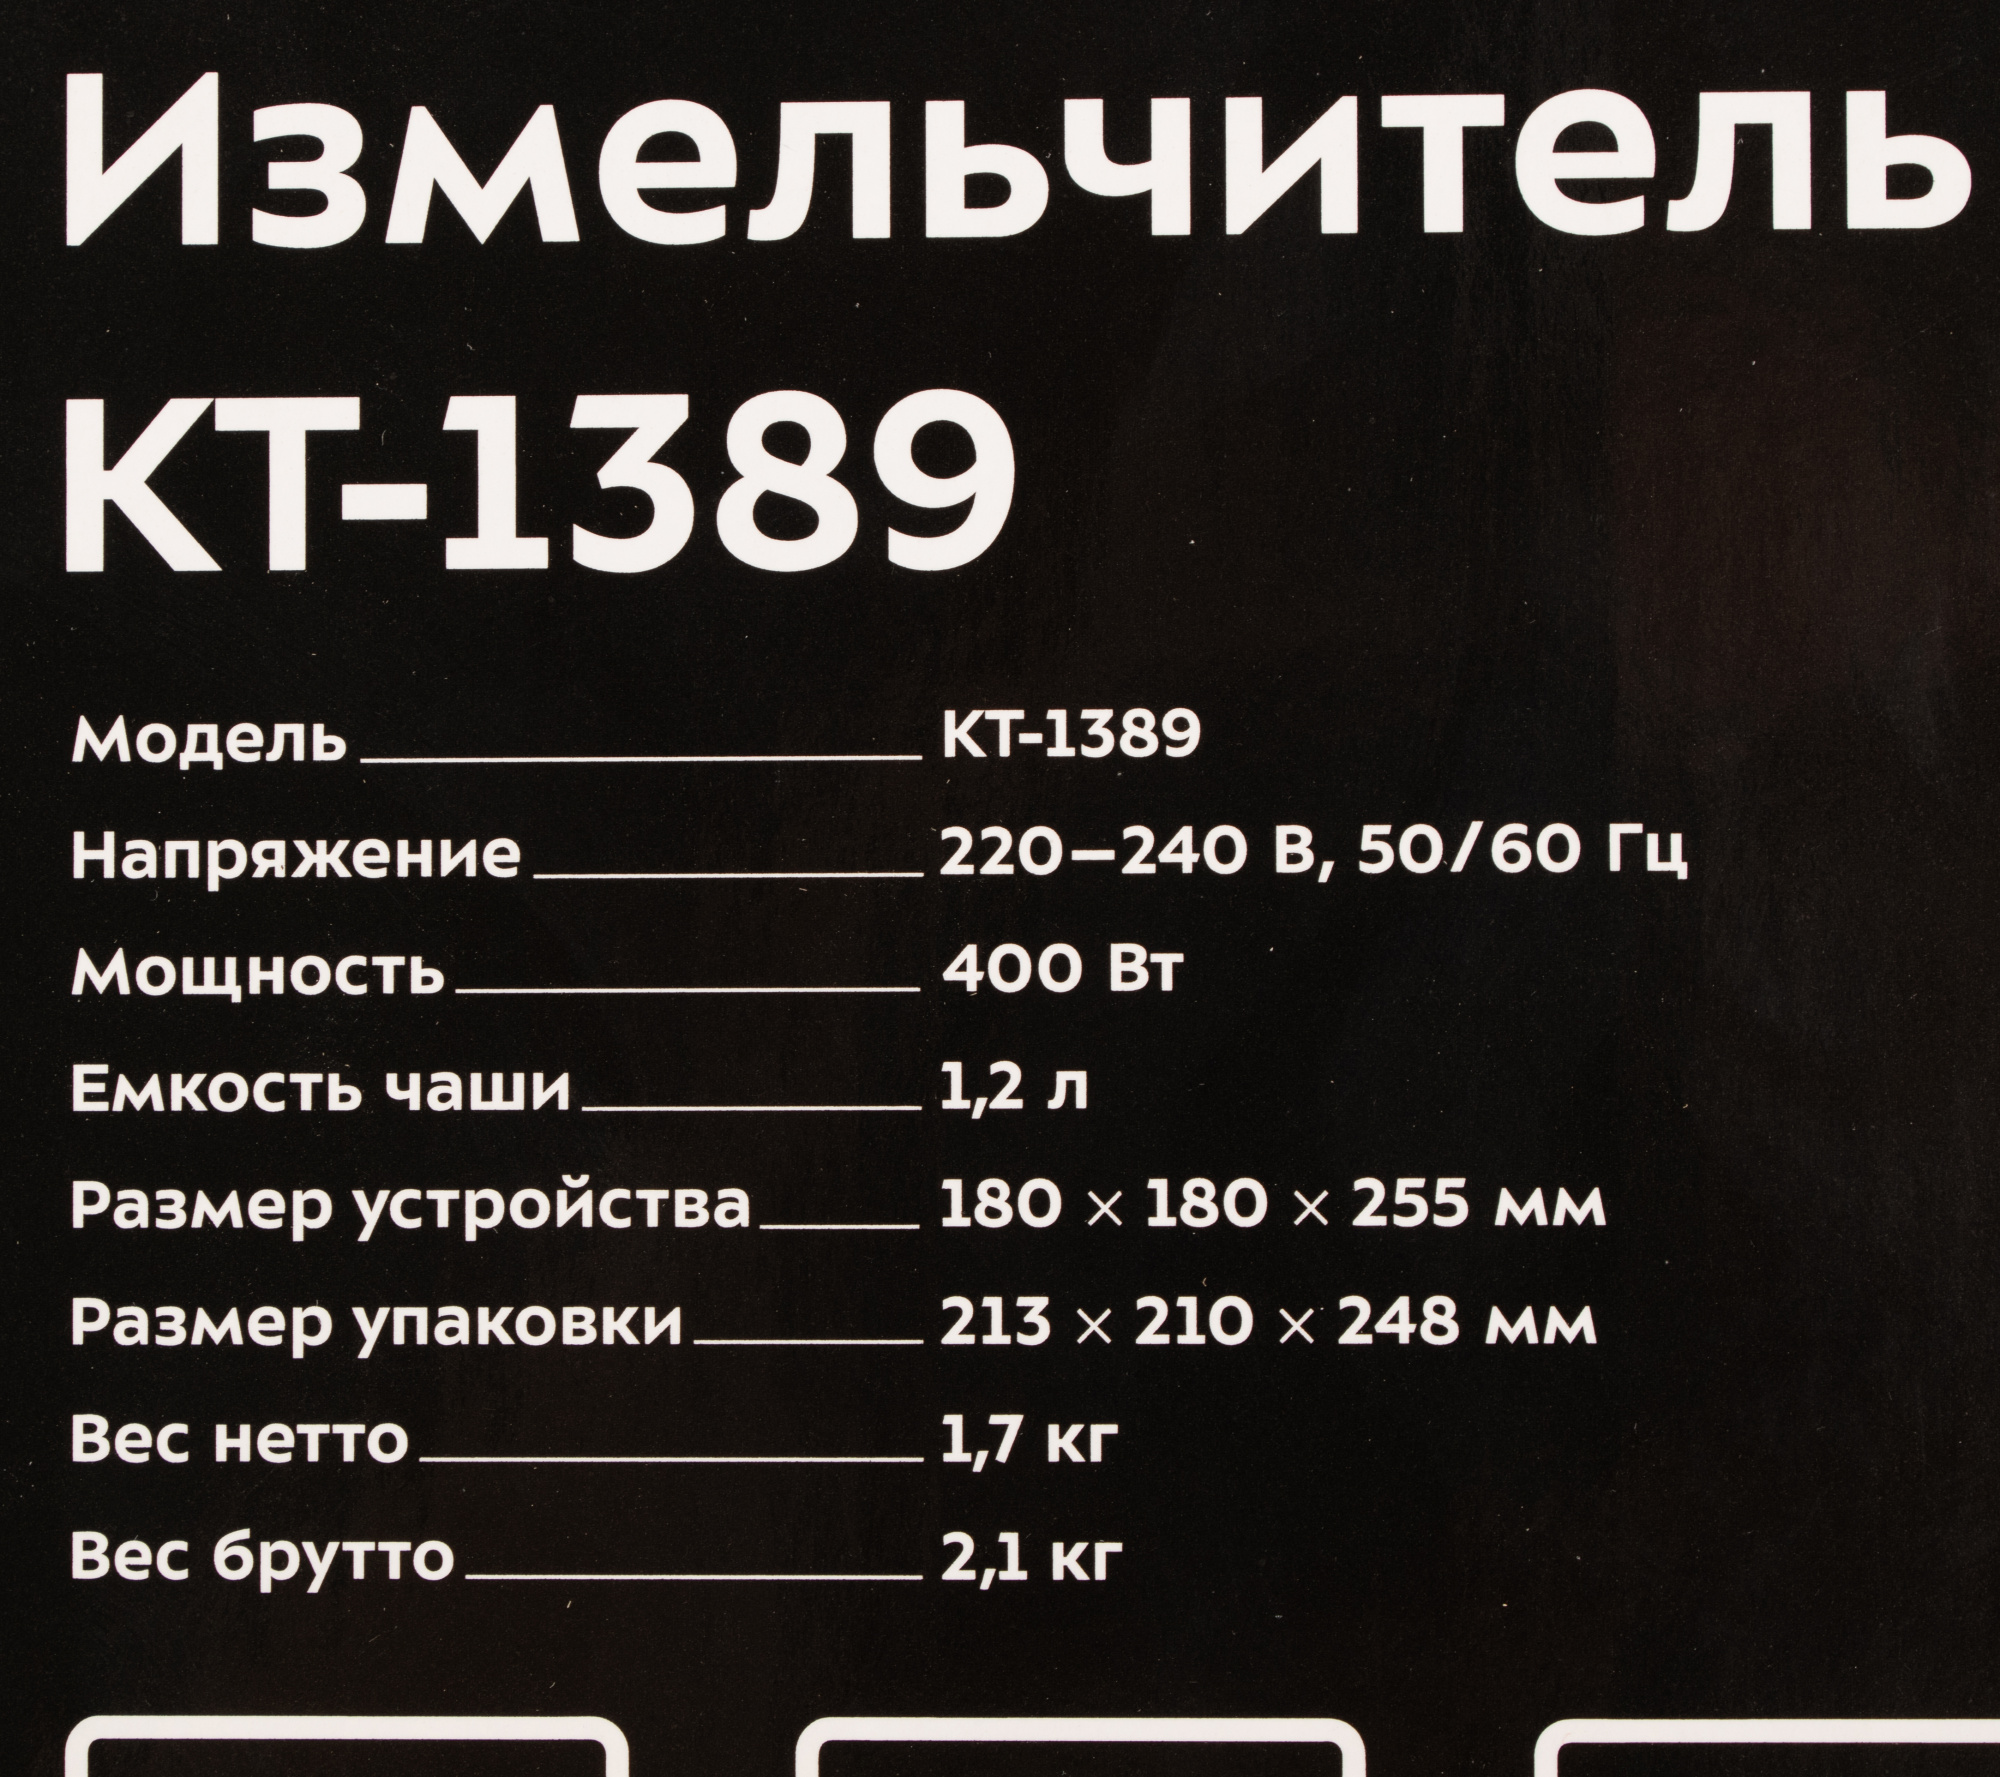 Измельчитель
КТ-1389
Модель КТ-1389
Напряжение 220–240 В, 50/60 Гц
Мощность 400 Вт
Емкость чаши 1,2 л
Размер устройства 180 × 180 × 255 мм
Размер упаковки 213 × 210 × 248 мм
Вес нетто 1,7 кг
Вес брутто 2,1 кг